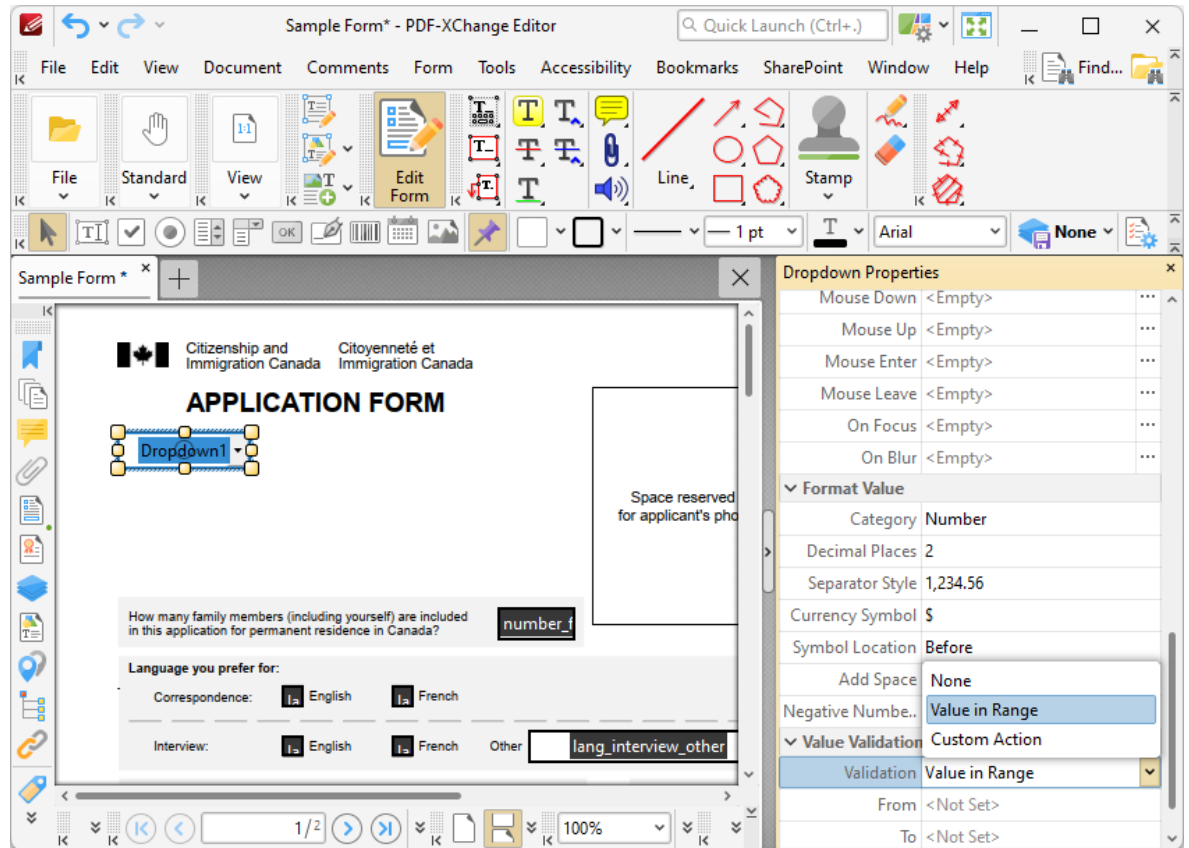 Sample Form* - PDF-XChange Editor
Quick Launch (Ctrl+.)
File Edit View Document Comments Form Tools Accessibility Bookmarks SharePoint Window Help Find...
File
Standard
View
Edit
Form
Line
Stamp
OK
1 pt
Arial
None
Sample Form *
Citizenship and
Immigration Canada
Citoyenneté et
Immigration Canada
APPLICATION FORM
Dropdown1
Space reserved
for applicant's pho
How many family members (including yourself) are included
in this application for permanent residence in Canada?
number_f
Language you prefer for:
Correspondence: la English la French
Interview: la English la French Other lang_interview_other
1/2
100%
Dropdown Properties
Mouse Down <Empty> ...
Mouse Up <Empty> ...
Mouse Enter <Empty> ...
Mouse Leave <Empty> ...
On Focus <Empty> ...
On Blur <Empty> ...
Format Value
Category Number
Decimal Places 2
Separator Style 1,234.56
Currency Symbol $
Symbol Location Before
Add Space
Negative Numbe..
None
Value in Range
Custom Action
Value Validation
Validation Value in Range
From <Not Set>
To <Not Set>